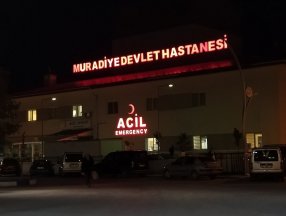 MURADİYE DEVLET HASTANESİ
ACİL
EMERGENCY